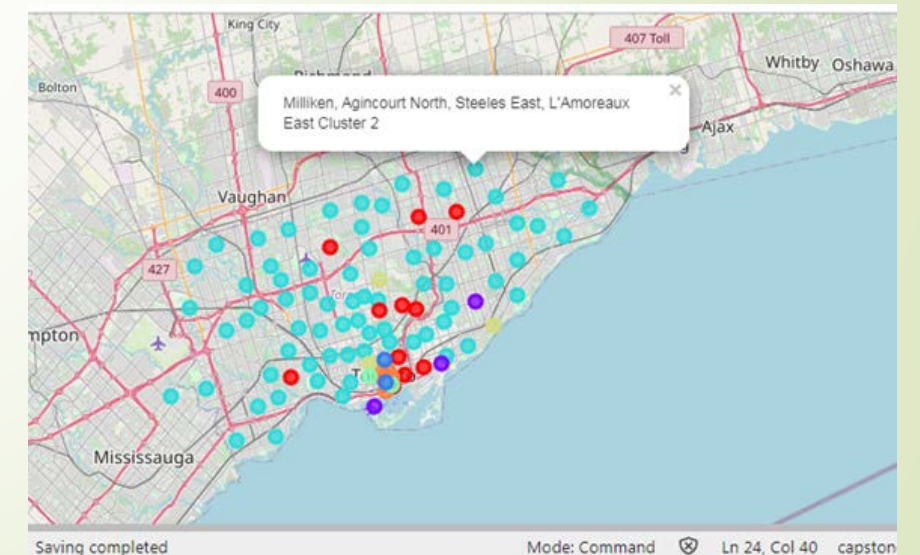 King City
407 Toll
Whitby Oshawa
Bolton
400
Milliken, Agincourt North, Steeles East, L'Amoreaux
East Cluster 2
×
Ajax
Vaughan
401
427
Mississauga
Saving completed
Mode: Command
Ln 24, Col 40
capston